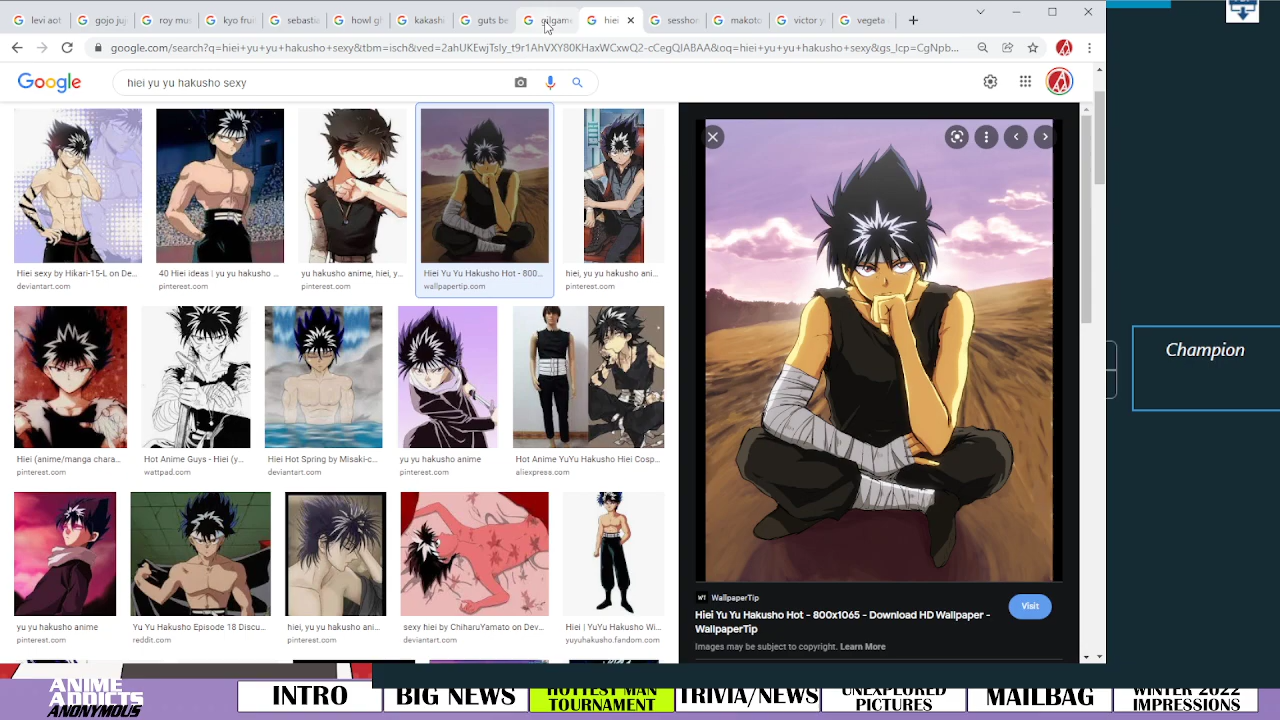 levi aot
gojo juj
roy mus
kyo frui
sebastia
howl gh
kakashi
guts be
hiei
sessho
makoto
victor
vegeta
google.com/search?q=hiei+yu+yu+hakusho+sexy&tbm=isch&ved=2ahUKEwjTsIy_t9r1AhVXY80KHaxWCxwQ2-cCegQIABAA&oq=hiei+yu+yu+hakusho+sexy&gs_lcp=CgNpb...
Google
hiei yu yu hakusho sexy
Hiei sexy by Hikari-15-L on De...
deviantart.com
40 Hiei ideas | yu yu hakusho ...
pinterest.com
yu hakusho anime, hiei, y...
pinterest.com
Hiei Yu Yu Hakusho Hot - 800...
wallpapertip.com
hiei, yu yu hakusho ani...
pinterest.com
Hiei (anime/manga chara...
pinterest.com
Hot Anime Guys - Hiei (y...
wattpad.com
Hiei Hot Spring by Misaki-c...
deviantart.com
yu yu hakusho anime
pinterest.com
Hot Anime YuYu Hakusho Hiei Cosp...
aliexpress.com
yu yu hakusho anime
pinterest.com
Yu Yu Hakusho Episode 18 Discu...
reddit.com
hiei, yu yu hakusho ani...
pinterest.com
sexy hiei by ChiharuYamato on Dev...
deviantart.com
Hiei | YuYu Hakusho Wi...
yuyuhakusho.fandom.com
WallpaperTip
Hiei Yu Yu Hakusho Hot - 800x1065 - Download HD Wallpaper -
WallpaperTip
Images may be subject to copyright. Learn More
Visit
Champion
ANIME
ADDICTS
ANONYMOUS
INTRO
BIG NEWS
HOTTEST MAN
TOURNAMENT
TRIVIA/NEWS
UNEXPLORED
PICTURES
MAILBAG
WINTER 2022
IMPRESSIONS